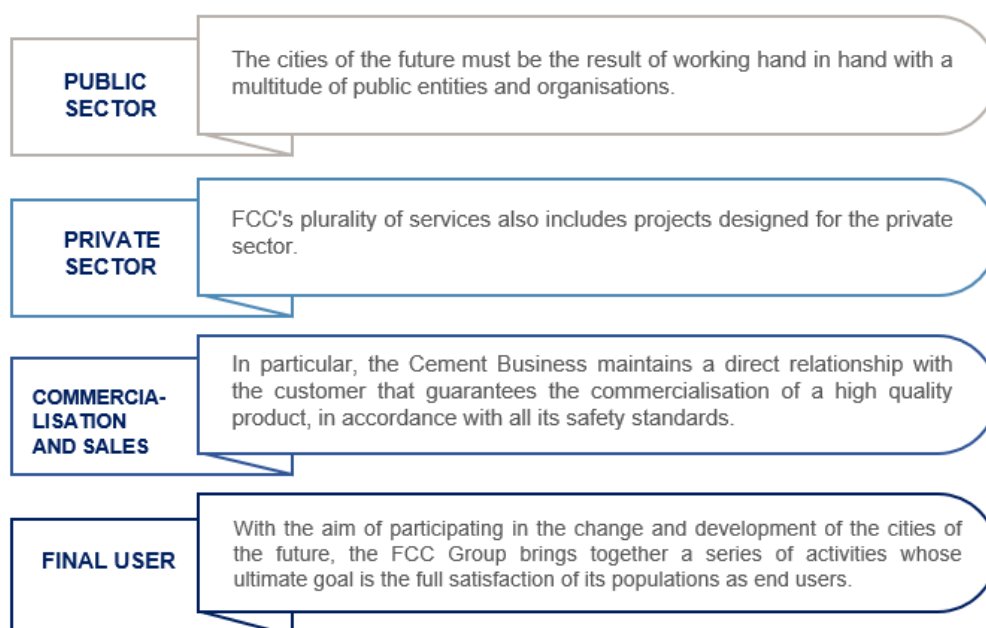 PUBLIC
SECTOR
The cities of the future must be the result of working hand in hand with a
multitude of public entities and organisations.
PRIVATE
SECTOR
FCC's plurality of services also includes projects designed for the private
sector.
COMMERCIA-
LISATION
AND SALES
In particular, the Cement Business maintains a direct relationship with
the customer that guarantees the commercialisation of a high quality
product, in accordance with all its safety standards.
FINAL USER
With the aim of participating in the change and development of the cities of
the future, the FCC Group brings together a series of activities whose
ultimate goal is the full satisfaction of its populations as end users.